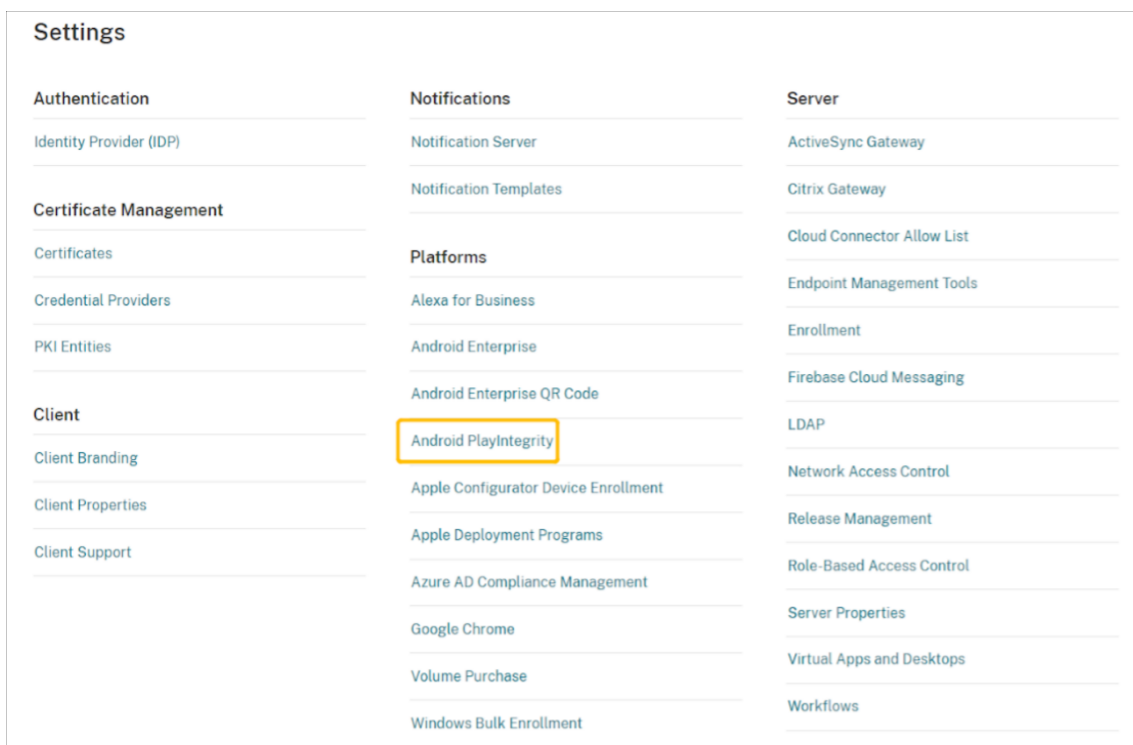 Settings
Authentication
Identity Provider (IDP)
Certificate Management
Certificates
Credential Providers
PKI Entities
Client
Client Branding
Client Properties
Client Support
Notifications
Notification Server
Notification Templates
Platforms
Alexa for Business
Android Enterprise
Android Enterprise QR Code
Android PlayIntegrity
Apple Configurator Device Enrollment
Apple Deployment Programs
Azure AD Compliance Management
Google Chrome
Volume Purchase
Windows Bulk Enrollment
Server
ActiveSync Gateway
Citrix Gateway
Cloud Connector Allow List
Endpoint Management Tools
Enrollment
Firebase Cloud Messaging
LDAP
Network Access Control
Release Management
Role-Based Access Control
Server Properties
Virtual Apps and Desktops
Workflows